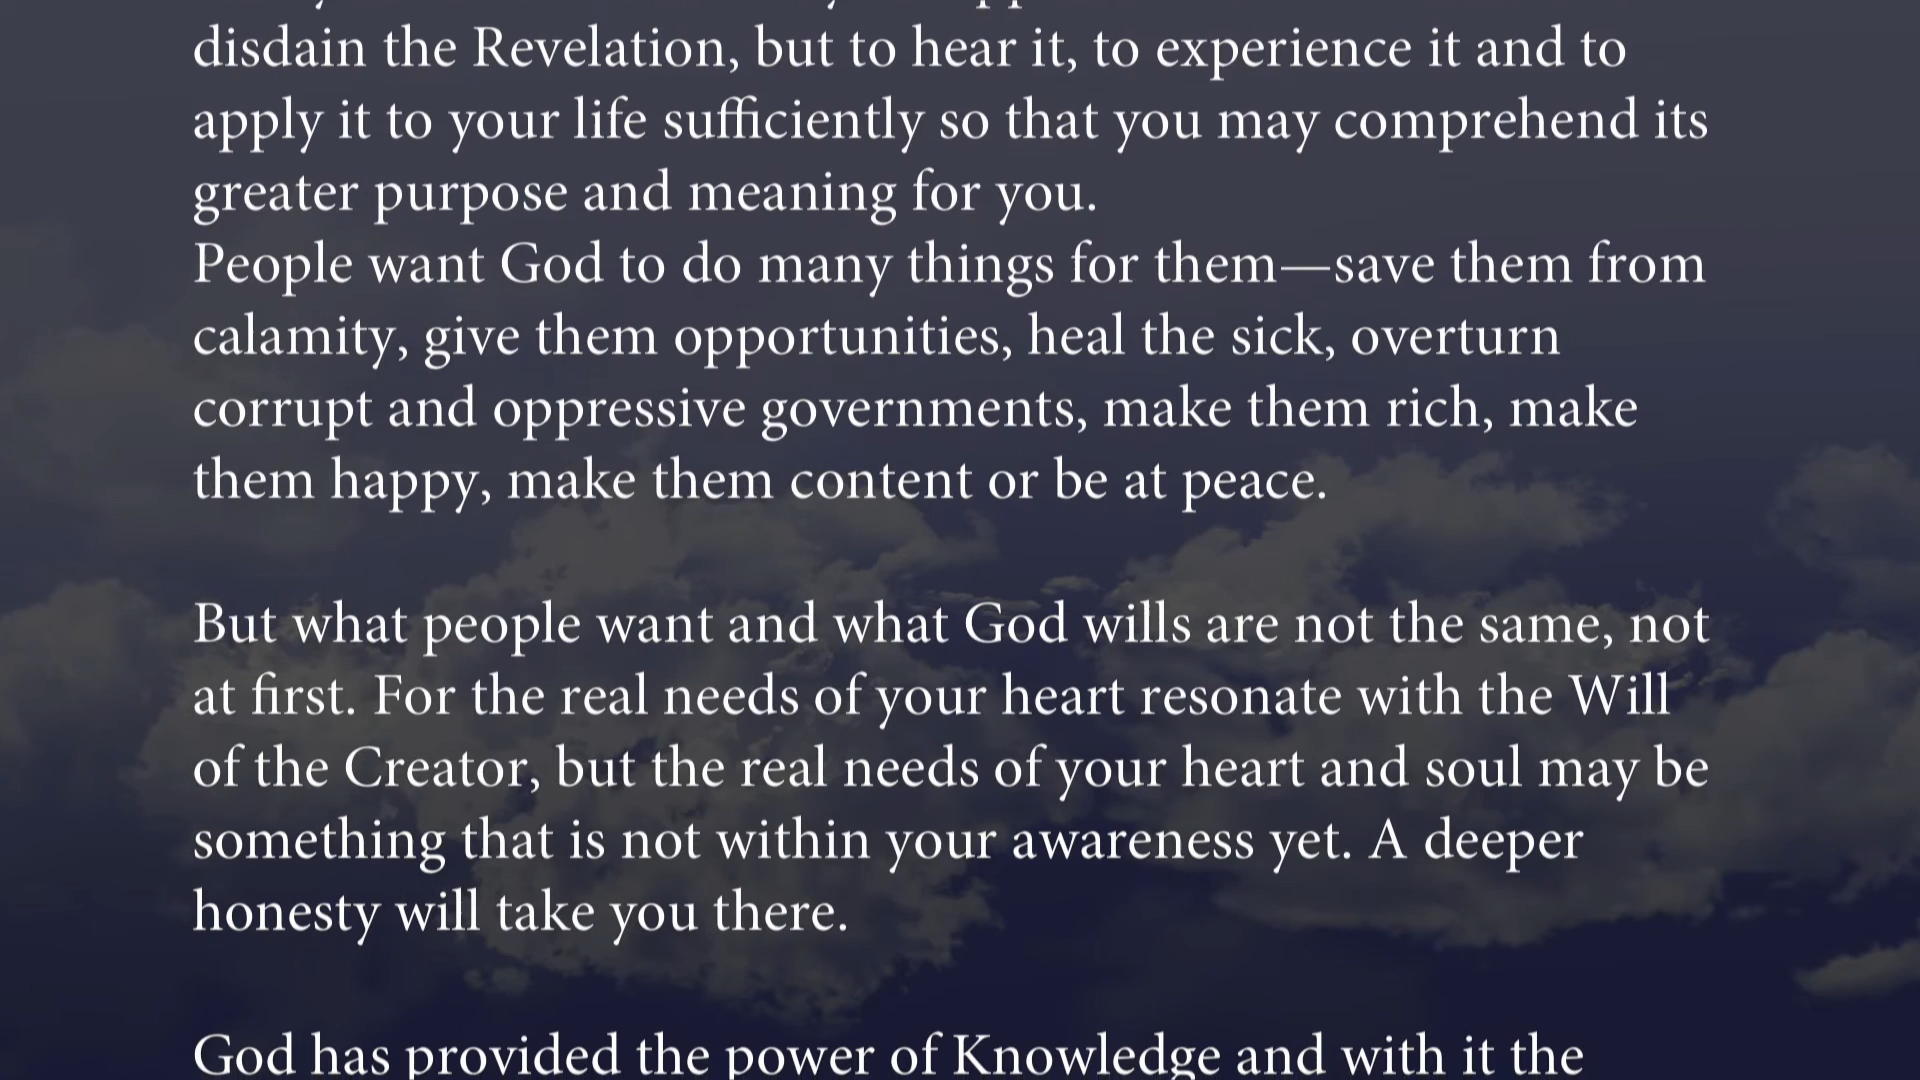 disdain the Revelation, but to hear it, to experience it and to
apply it to your life sufficiently so that you may comprehend its
greater purpose and meaning for you.
People want God to do many things for them—save them from
calamity, give them opportunities, heal the sick, overturn
corrupt and oppressive governments, make them rich, make
them happy, make them content or be at peace.
But what people want and what God wills are not the same, not
at first. For the real needs of your heart resonate with the Will
of the Creator, but the real needs of your heart and soul may be
something that is not within your awareness yet. A deeper
honesty will take you there.
God has provided the power of Knowledge and with it the